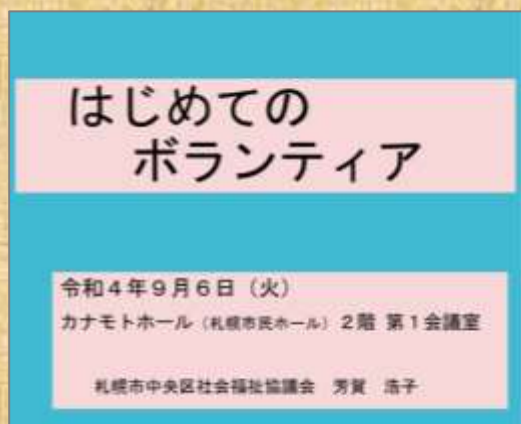 はじめての
ボランティア
令和4年9月6日（火）
カナモトホール（札幌市民ホール）２階 第１会議室
札幌市中央区社会福祉協議会　芳賀　浩子